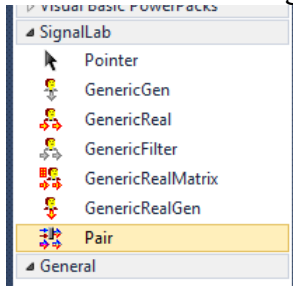 Visual Basic PowerPacks
SignalLab
Pointer
GenericGen
GenericReal
GenericFilter
GenericRealMatrix
GenericRealGen
Pair
General